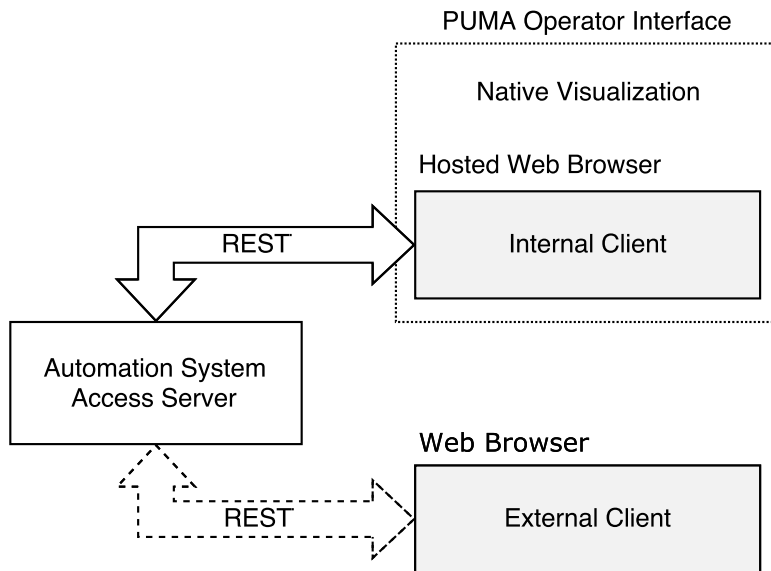 PUMA Operator Interface
Native Visualization
Hosted Web Browser
REST
Internal Client
Automation System
Access Server
Web Browser
REST
External Client